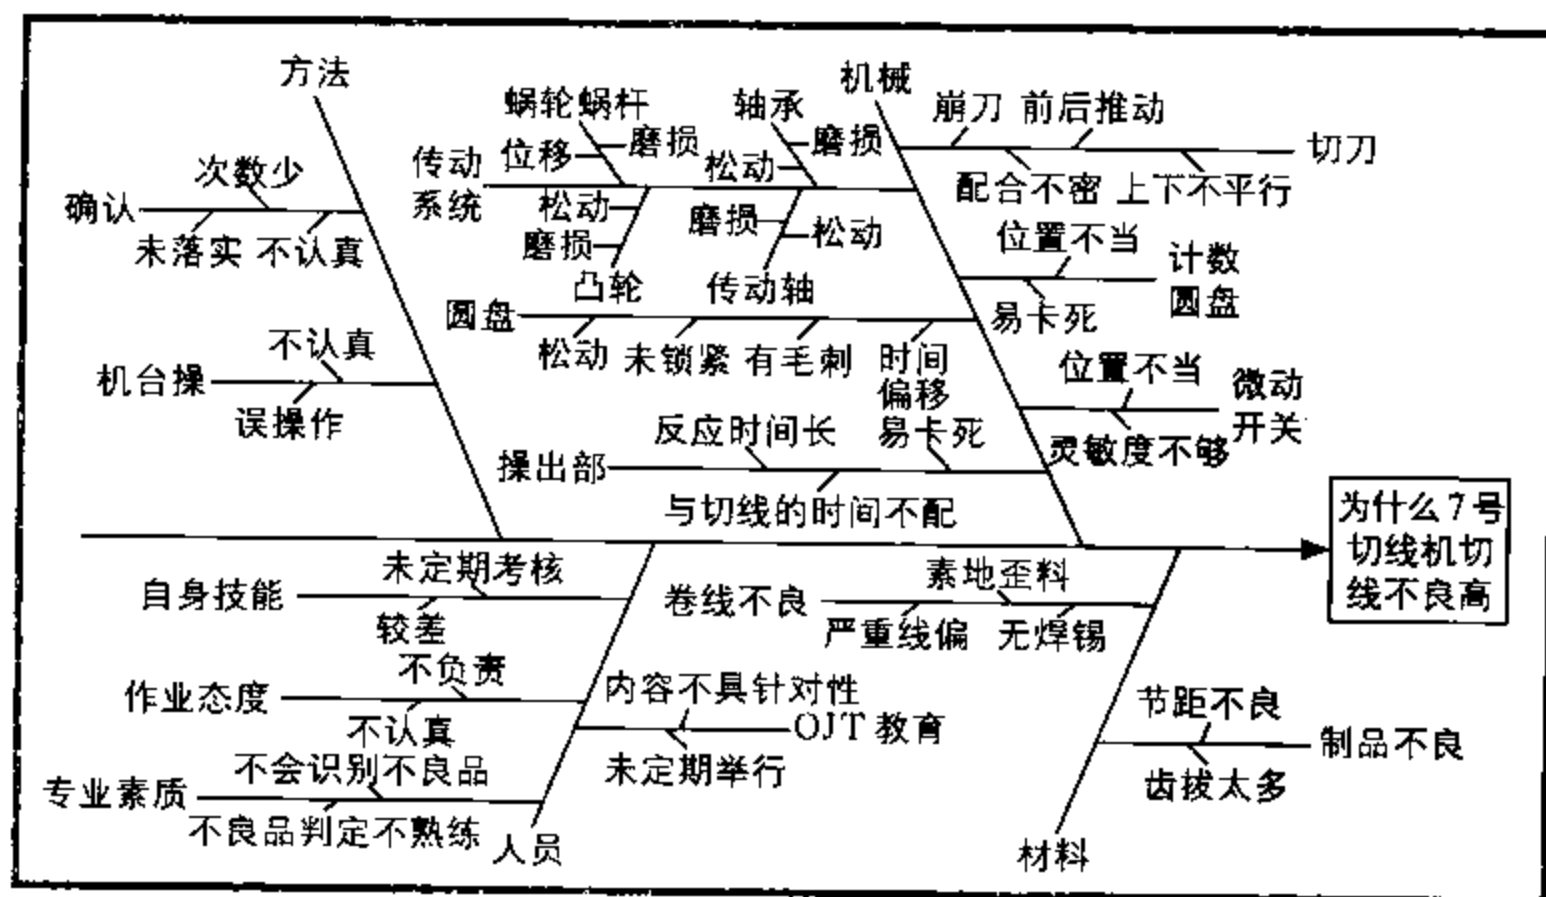 方法
次数少
确认
未落实 不认真
不认真
机台操
误操作
机械
蜗轮蜗杆
位移
磨损
传动
系统
轴承
磨损
松动
松动
磨损
凸轮
磨损
松动
传动轴
崩刀 前后推动
切刀
配合不密 上下不平行
位置不当
计数
圆盘
易卡死
圆盘
松动 未锁紧 有毛刺 时间
偏移
位置不当
微动
开关
灵敏度不够
反应时间长 易卡死
操出部
与切线的时间不配
为什么7号
切线机切
线不良高
未定期考核
自身技能
较差
不负责
作业态度
不认真
不会识别不良品
专业素质
不良品判定不熟练
内容不具针对性
OJT 教育
未定期举行
人员
素地歪料
卷线不良
严重线偏 无焊锡
节距不良
制品不良
齿拔太多
材料